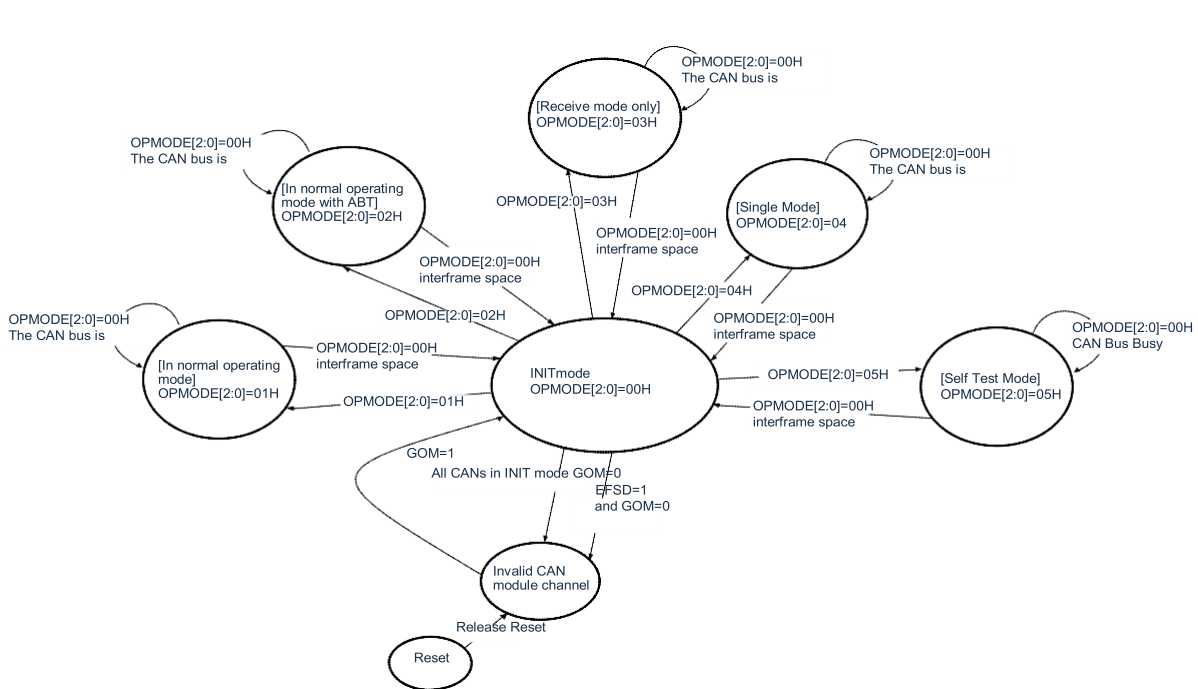 OPMODE[2:0]=00H
The CAN bus is
[Receive mode only]
OPMODE[2:0]=03H
OPMODE[2:0]=00H
The CAN bus is
OPMODE[2:0]=00H
The CAN bus is
[In normal operating
mode with ABT]
OPMODE[2:0]=02H
OPMODE[2:0]=03H
[Single Mode]
OPMODE[2:0]=04
OPMODE[2:0]=00H
interframe space
OPMODE[2:0]=00H
interframe space
OPMODE[2:0]=04H
OPMODE[2:0]=02H
OPMODE[2:0]=00H
interframe space
OPMODE[2:0]=00H
The CAN bus is
OPMODE[2:0]=00H
CAN Bus Busy
OPMODE[2:0]=00H
interframe space
[In normal operating
mode]
OPMODE[2:0]=01H
INITmode
OPMODE[2:0]=00H
OPMODE[2:0]=05H
[Self Test Mode]
OPMODE[2:0]=05H
OPMODE[2:0]=01H
OPMODE[2:0]=00H
interframe space
GOM=1
All CANs in INIT mode GOM=0
EFSD=1
and GOM=0
Invalid CAN
module channel
Release Reset
Reset